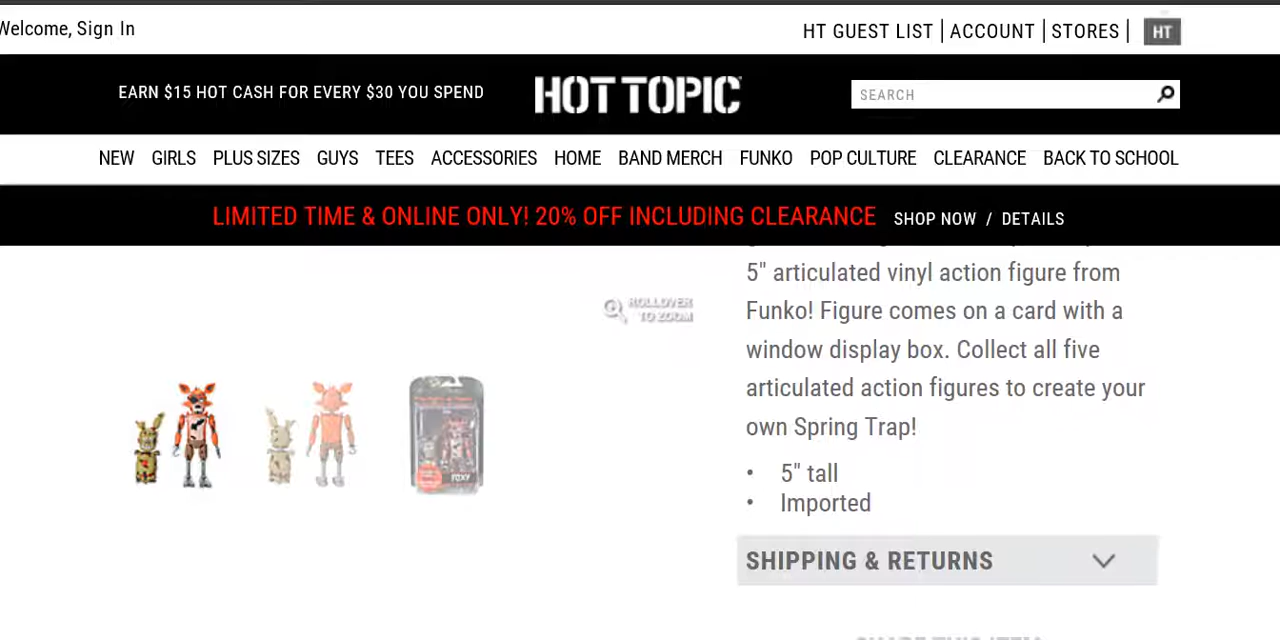 Welcome, Sign In
HT GUEST LIST | ACCOUNT | STORES | HT
EARN $15 HOT CASH FOR EVERY $30 YOU SPEND
HOT TOPIC
SEARCH
NEW GIRLS PLUS SIZES GUYS TEES ACCESSORIES HOME BAND MERCH FUNKO POP CULTURE CLEARANCE BACK TO SCHOOL
LIMITED TIME & ONLINE ONLY! 20% OFF INCLUDING CLEARANCE SHOP NOW / DETAILS
5" articulated vinyl action figure from
Funko! Figure comes on a card with a
window display box. Collect all five
articulated action figures to create your
own Spring Trap!
• 5" tall
• Imported
ROLLOVER
TO ZOOM
FOXY
SHIPPING & RETURNS